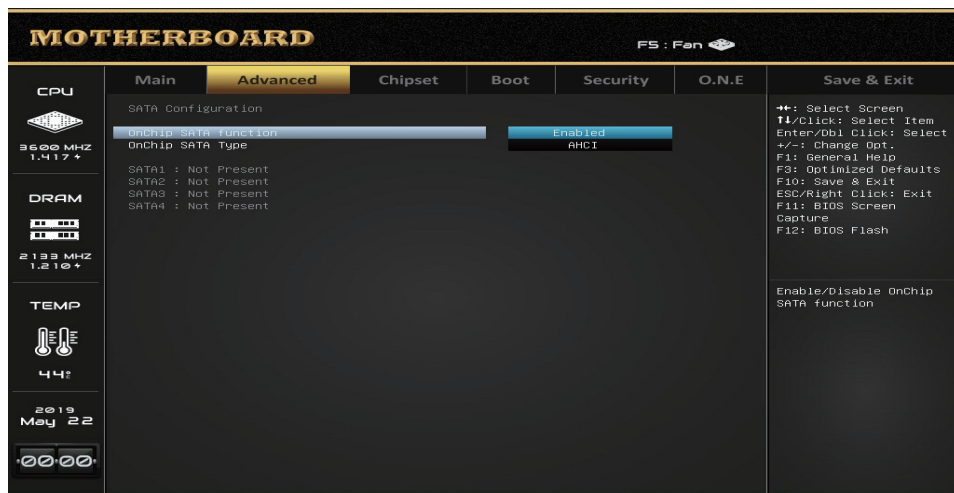 MOTHERBOARD
F5 : Fan
Main Advanced Chipset Boot Security O.N.E Save & Exit
CPU
3600 MHZ
1.417 +
DRAM
2133 MHZ
1.210 +
TEMP
44°C
2019
May 22
00:00
SATA Configuration
OnChip SATA function Enabled
OnChip SATA Type AHCI
SATA1 : Not Present
SATA2 : Not Present
SATA3 : Not Present
SATA4 : Not Present
→←: Select Screen
↑↓/Click: Select Item
Enter/Dbl Click: Select
+/-: Change Opt.
F1: General Help
F3: Optimized Defaults
F10: Save & Exit
ESC/Right Click: Exit
F11: BIOS Screen
Capture
F12: BIOS Flash
Enable/Disable OnChip
SATA function